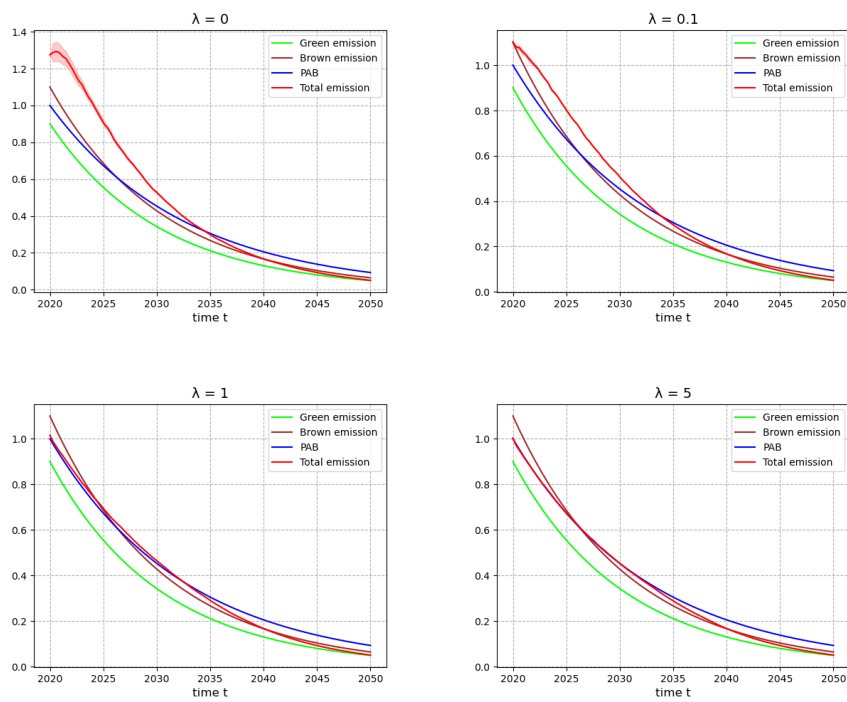 λ = 0
1.4
1.2
1.0
0.8
0.6
0.4
0.2
0.0
Green emission
Brown emission
PAB
Total emission
2020 2025 2030 2035 2040 2045 2050
time t
λ = 0.1
1.0
0.8
0.6
0.4
0.2
0.0
Green emission
Brown emission
PAB
Total emission
2020 2025 2030 2035 2040 2045 2050
time t
λ = 1
1.0
0.8
0.6
0.4
0.2
0.0
Green emission
Brown emission
PAB
Total emission
2020 2025 2030 2035 2040 2045 2050
time t
λ = 5
1.0
0.8
0.6
0.4
0.2
0.0
Green emission
Brown emission
PAB
Total emission
2020 2025 2030 2035 2040 2045 2050
time t